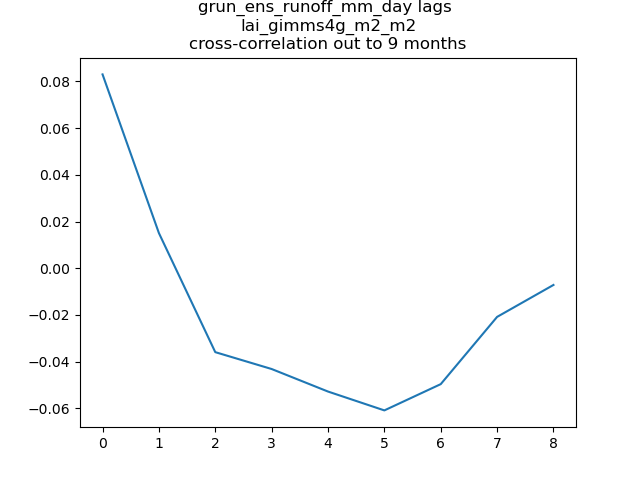 grun_ens_runoff_mm_day lags
lai_gimms4g_m2_m2
cross-correlation out to 9 months
0.08
0.06
0.04
0.02
0.00
−0.02
−0.04
−0.06
0 1 2 3 4 5 6 7 8